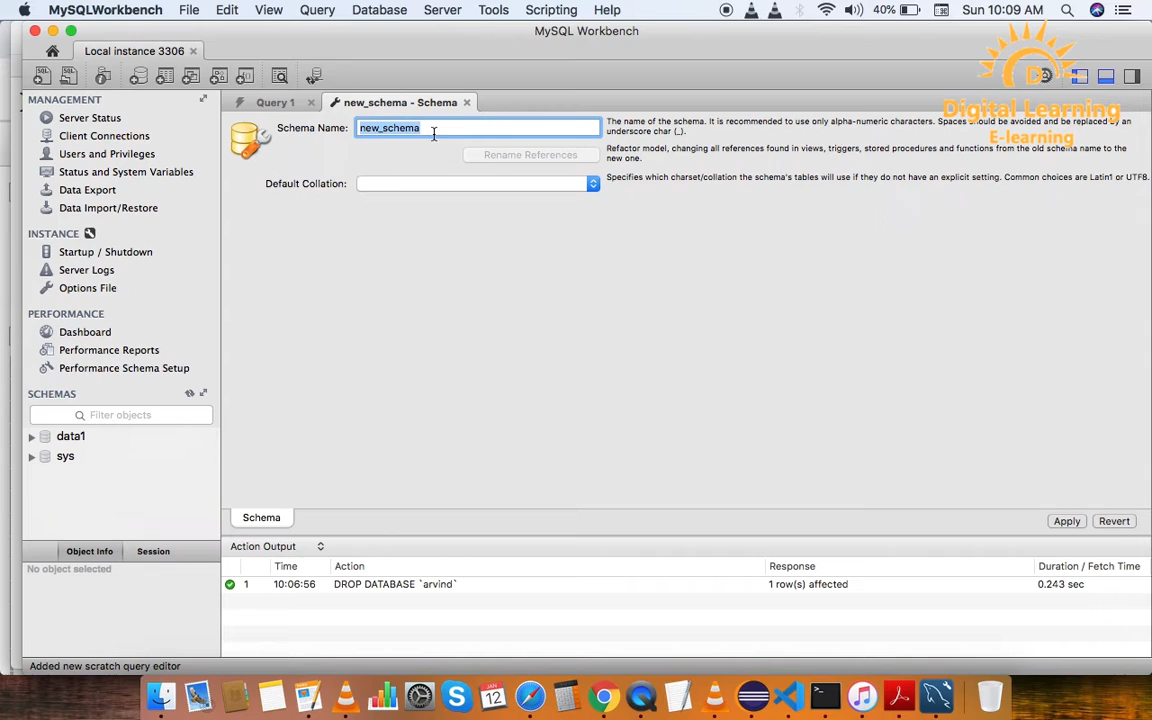 MySQLWorkbench File Edit View Query Database Server Tools Scripting Help 40% Sun 10:09 AM
MySQL Workbench
Local instance 3306
Digital Learning
E-learning
MANAGEMENT
Server Status
Client Connections
Users and Privileges
Status and System Variables
Data Export
Data Import/Restore
INSTANCE
Startup / Shutdown
Server Logs
Options File
PERFORMANCE
Dashboard
Performance Reports
Performance Schema Setup
SCHEMAS
Filter objects
data1
sys
Object Info Session
No object selected
Query 1 new_schema - Schema
Schema Name: new_schema
The name of the schema. It is recommended to use only alpha-numeric characters. Spaces should be avoided and be replaced by an
underscore char (_).
Rename References
Refactor model, changing all references found in views, triggers, stored procedures and functions from the old schema name to the
new one.
Default Collation:
Specifies which charset/collation the schema's tables will use if they do not have an explicit setting. Common choices are Latin1 or UTF8.
Schema
Apply Revert
Action Output
Time Action Response Duration / Fetch Time
1 10:06:56 DROP DATABASE `arvind` 1 row(s) affected 0.243 sec
Added new scratch query editor